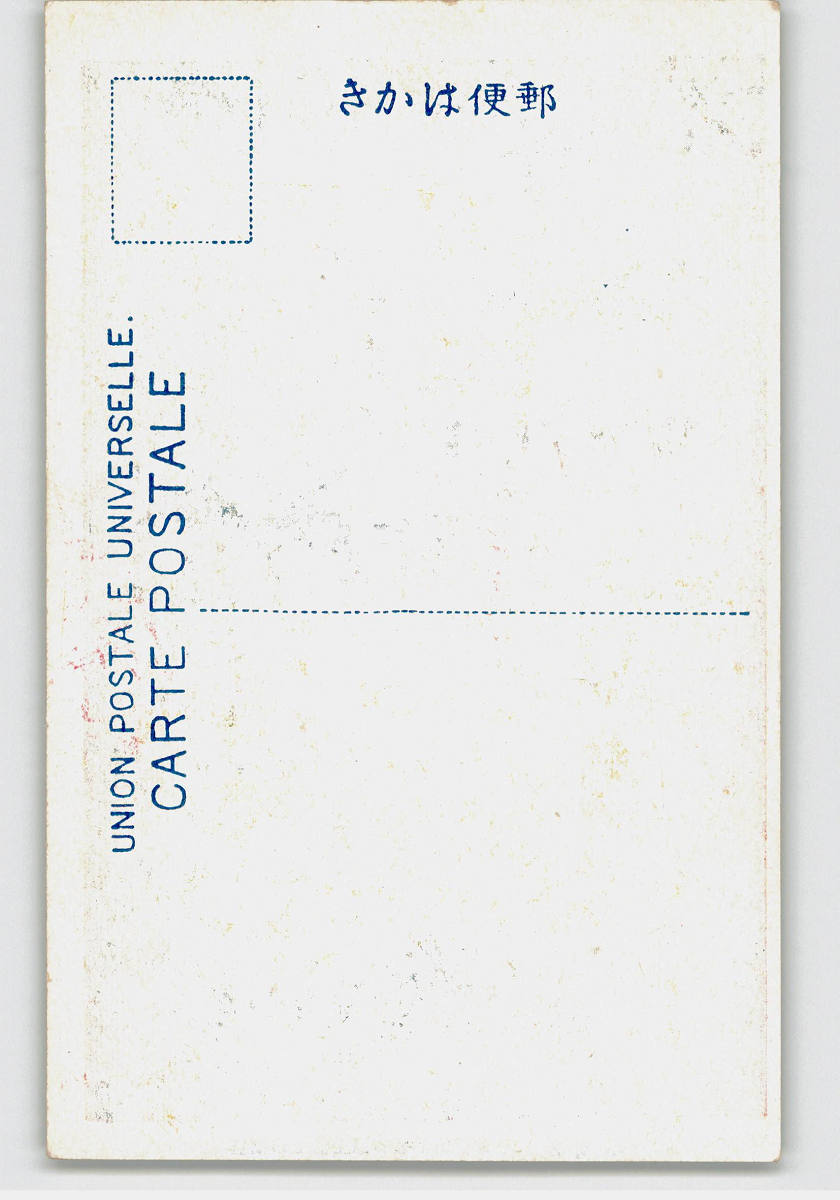 きかは便郵
UNION POSTALE UNIVERSELLE.
CARTE POSTALE